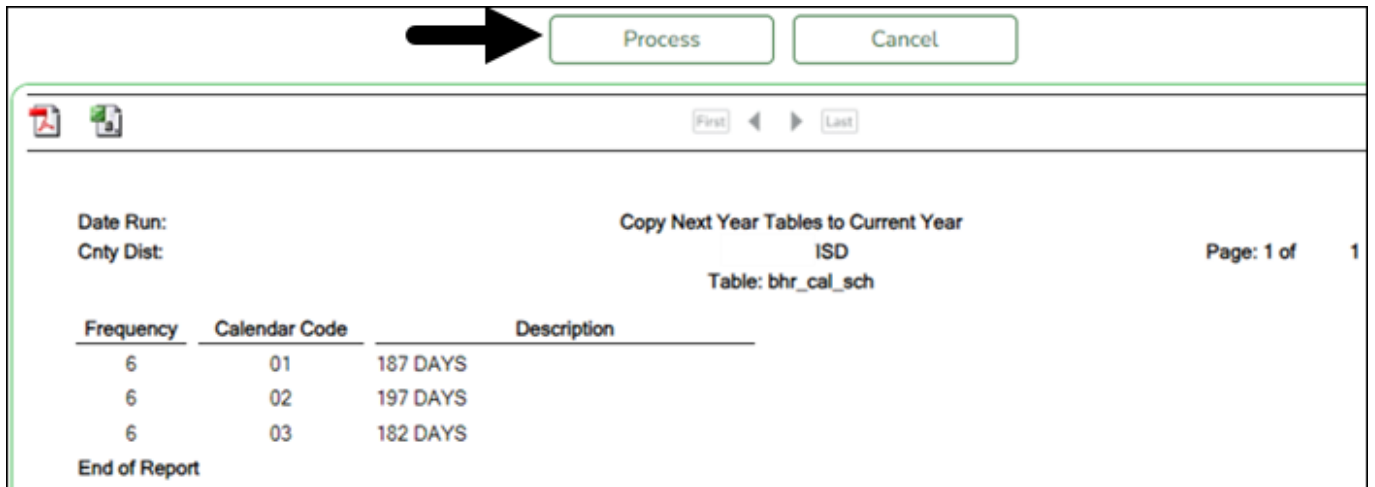 Process Cancel
First Last
Date Run: Copy Next Year Tables to Current Year
Cnty Dist: ISD Page: 1 of 1
Table: bhr_cal_sch
Frequency Calendar Code Description
6 01 187 DAYS
6 02 197 DAYS
6 03 182 DAYS
End of Report